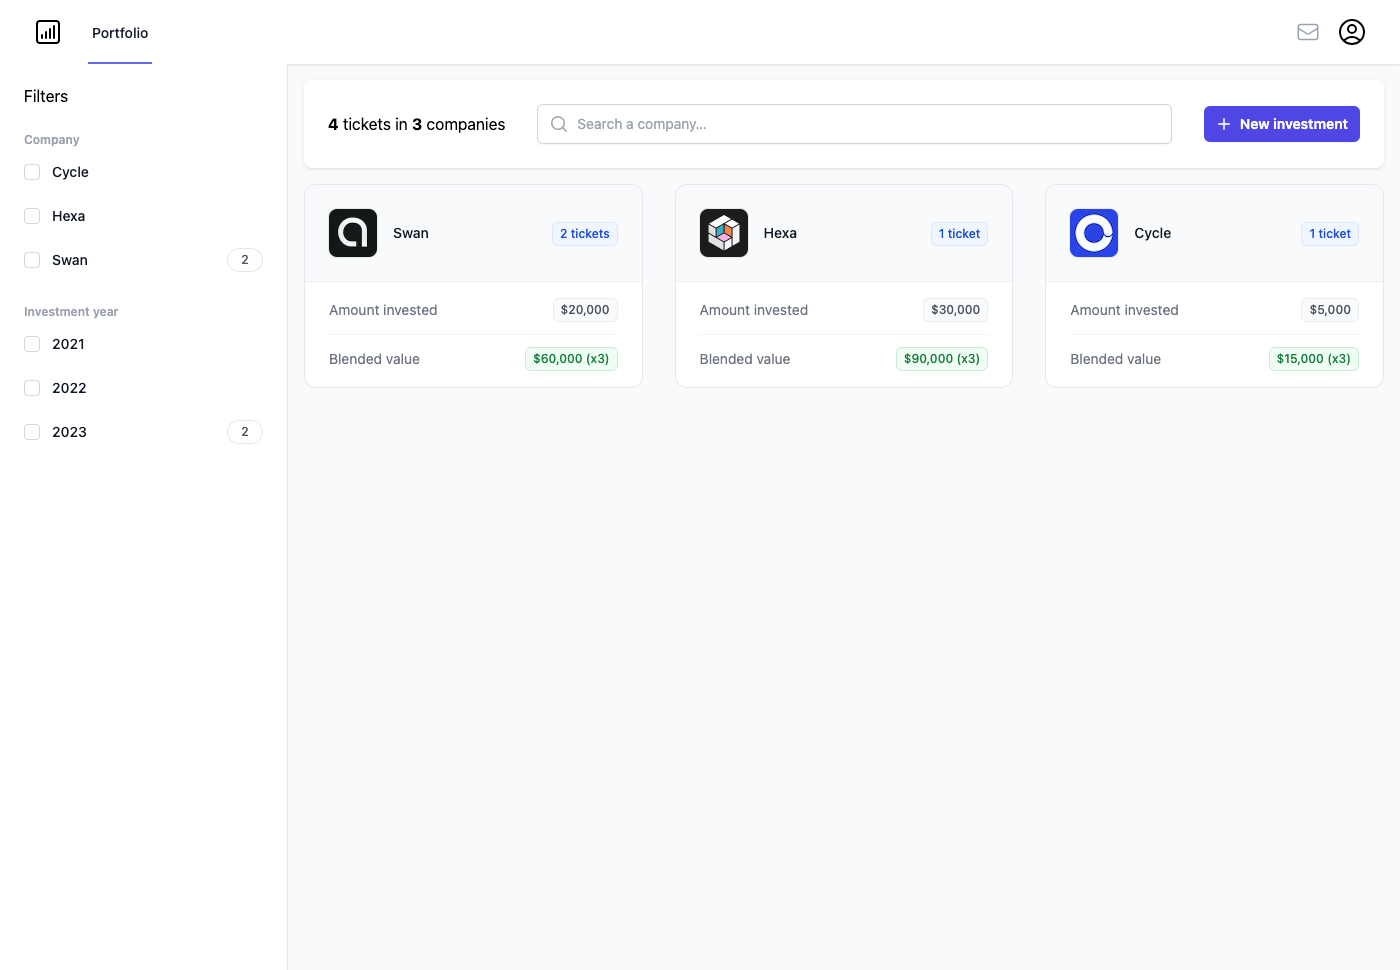 Portfolio
Filters
Company
Cycle
Hexa
Swan 2
Investment year
2021
2022
2023 2
4 tickets in 3 companies
Search a company...
New investment
Swan 2 tickets
Amount invested $20,000
Blended value $60,000 (x3)
Hexa 1 ticket
Amount invested $30,000
Blended value $90,000 (x3)
Cycle 1 ticket
Amount invested $5,000
Blended value $15,000 (x3)